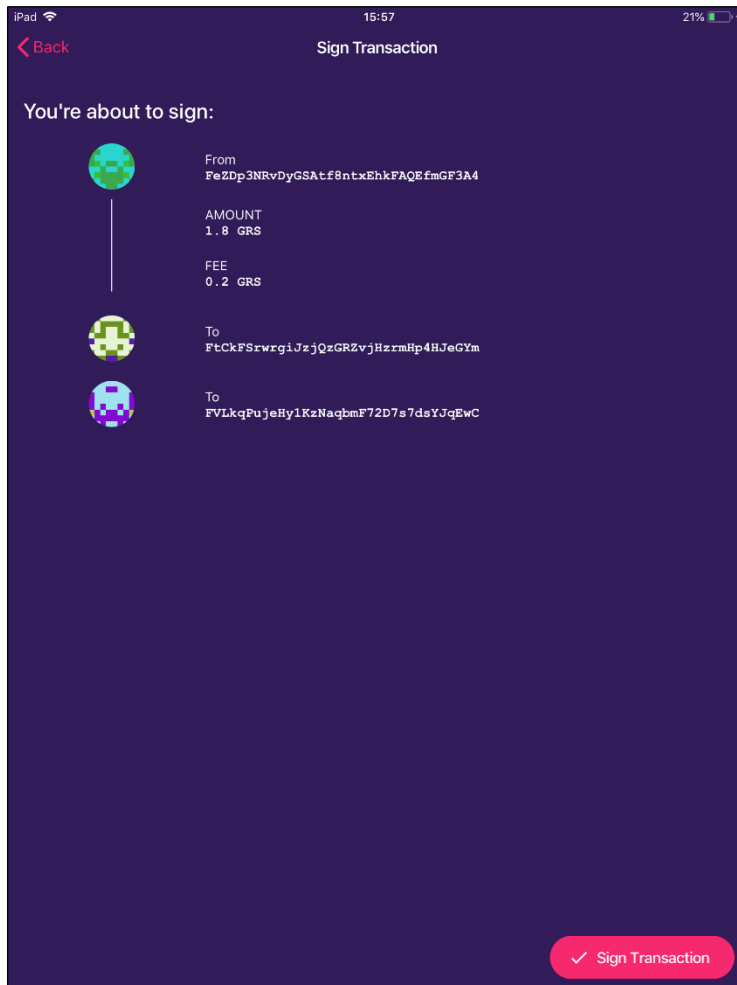 iPad 15:57 21%
Back Sign Transaction
You're about to sign:
From
FeZDp3NRvDyGSAtf8ntxEhkFAQEfmGF3A4
AMOUNT
1.8 GRS
FEE
0.2 GRS
To
FtCkFSrwrgiJzjQzGRZvjHzrmHp4HJeGYm
To
FVLkqPujeHy1KzNaqbmF72D7s7dsYJqEwC
Sign Transaction